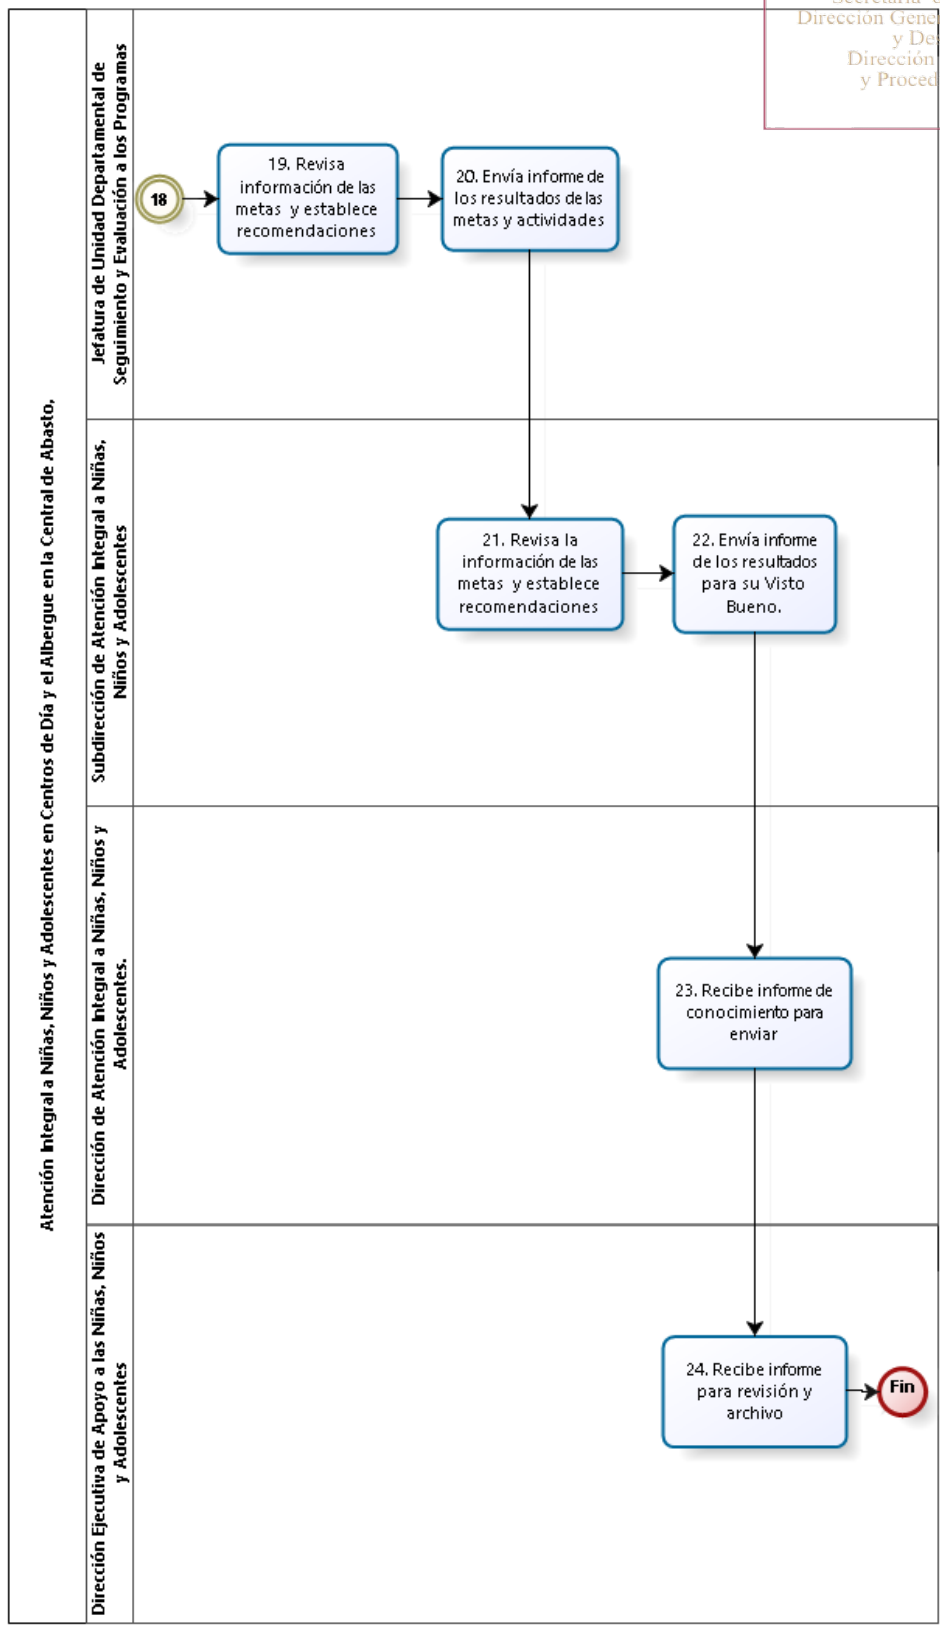 Dirección Gene
y De
Dirección
y Proced
Atención Integral a Niñas, Niños y Adolescentes en Centros de Día y el Albergue en la Central de Abasto,
Jefatura de Unidad Departamental de
Seguimiento y Evaluación a los Programas
18
19. Revisa
información de las
metas y establece
recomendaciones
20. Envía informe de
los resultados de las
metas y actividades
Subdirección de Atención Integral a Niñas,
Niños y Adolescentes
21. Revisa la
información de las
metas y establece
recomendaciones
22. Envía informe
de los resultados
para su Visto
Bueno.
Dirección de Atención Integral a Niñas, Niños y
Adolescentes.
23. Recibe informe de
conocimiento para
enviar
Dirección Ejecutiva de Apoyo a las Niñas, Niños
y Adolescentes
24. Recibe informe
para revisión y
archivo
Fin